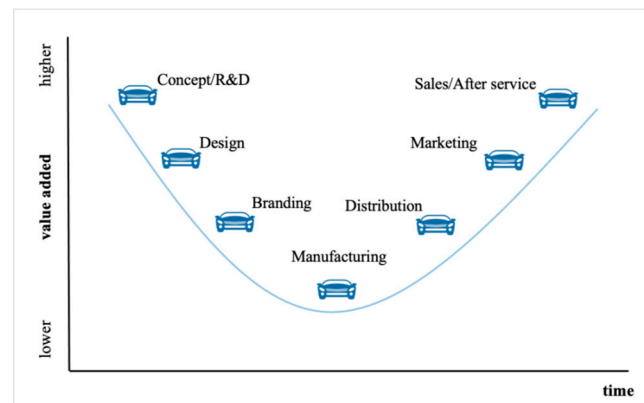 higher
value added
lower
Concept/R&D
Design
Branding
Manufacturing
Distribution
Marketing
Sales/After service
time